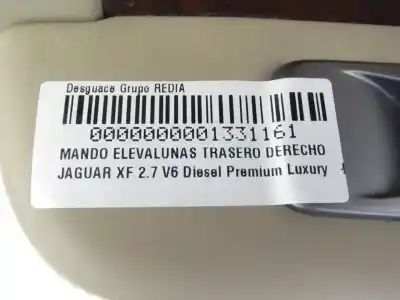 Desguace Grupo REDIA
0000000001331161
MANDO ELEVALUNAS TRASERO DERECHO
JAGUAR XF 2.7 V6 Diesel Premium Luxury